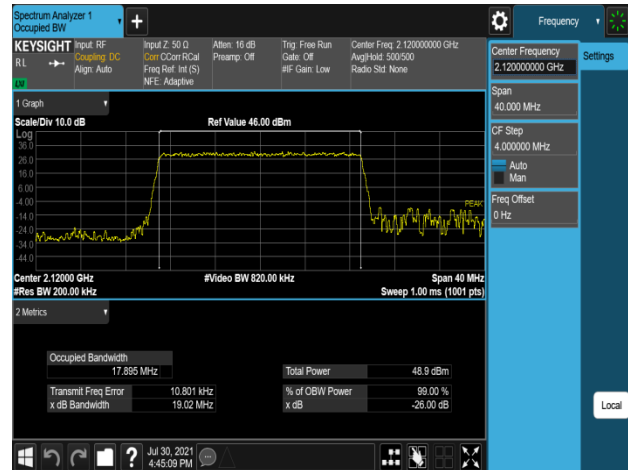 Spectrum Analyzer 1
Occupied BW
+
Frequency
KEYSIGHT
Input: RF
Coupling: DC
Align: Auto
Input Z: 50 Ω
Corr CCorr RCal
Freq Ref: Int (S)
NFE: Adaptive
Atten: 16 dB
Preamp: Off
Trig: Free Run
Gate: Off
#IF Gain: Low
Center Freq: 2.120000000 GHz
Avg|Hold: 500/500
Radio Std: None
RL
LXI
Center Frequency
2.120000000 GHz
Settings
Span
40.000 MHz
CF Step
4.000000 MHz
Auto
Man
Freq Offset
0 Hz
Local
1 Graph
Scale/Div 10.0 dB
Ref Value 46.00 dBm
Log
36.0
26.0
16.0
6.00
-4.00
-14.0
-24.0
-34.0
-44.0
PEAK
Center 2.12000 GHz
#Video BW 820.00 kHz
Span 40 MHz
#Res BW 200.00 kHz
Sweep 1.00 ms (1001 pts)
2 Metrics
Occupied Bandwidth
17.895 MHz
Total Power
48.9 dBm
Transmit Freq Error
10.801 kHz
% of OBW Power
99.00 %
x dB Bandwidth
19.02 MHz
x dB
-26.00 dB
?
Jul 30, 2021
4:45:09 PM